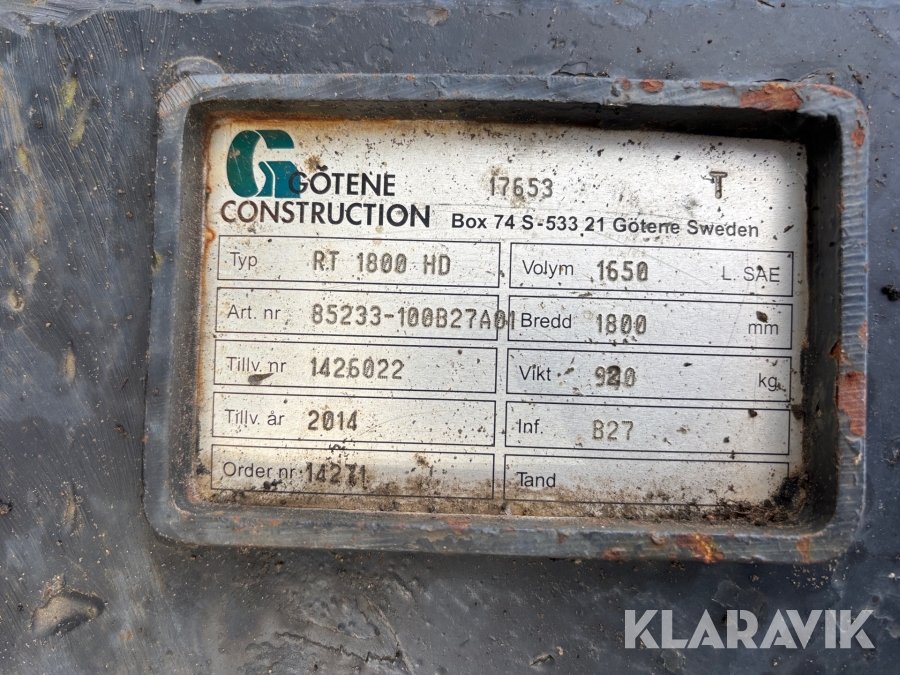 GÖTENE 17653 T
CONSTRUCTION Box 74 S-533 21 Götene Sweden
Typ RT 1800 HD Volym 1650 L. SAE
Art. nr 85233-100B27A01 Bredd 1800 mm
Tillv. nr 1426022 Vikt kg
Tillv. år 2014 Inf. B27
Order nr 14271 Tand
KLARAVIK